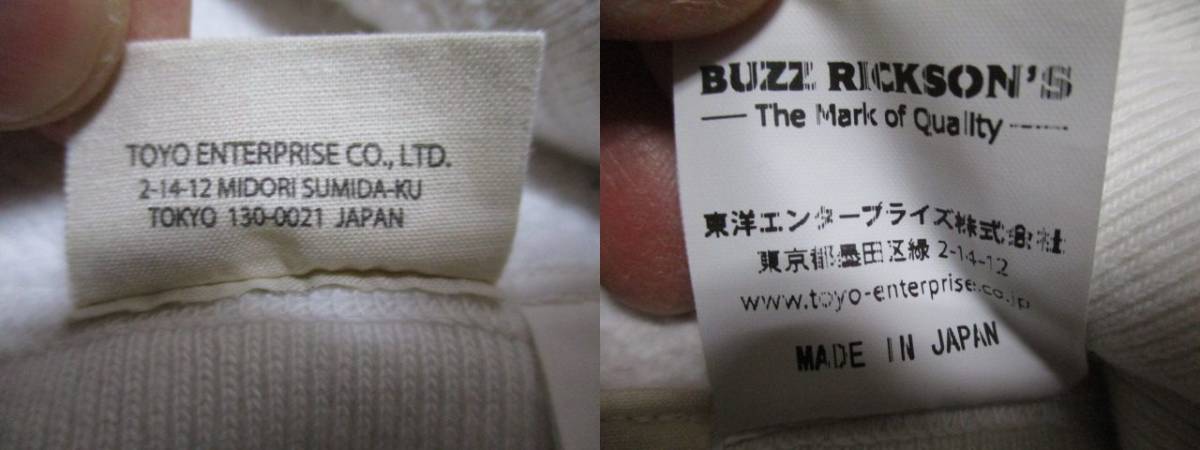 TOYO ENTERPRISE CO., LTD.
2-14-12 MIDORI SUMIDA-KU
TOKYO 130-0021 JAPAN
BUZZ RICKSON'S
The Mark of Quality
東洋エンタープライズ株式会社
東京都墨田区緑 2-14-12
www.toyo-enterprise.co.jp
MADE IN JAPAN